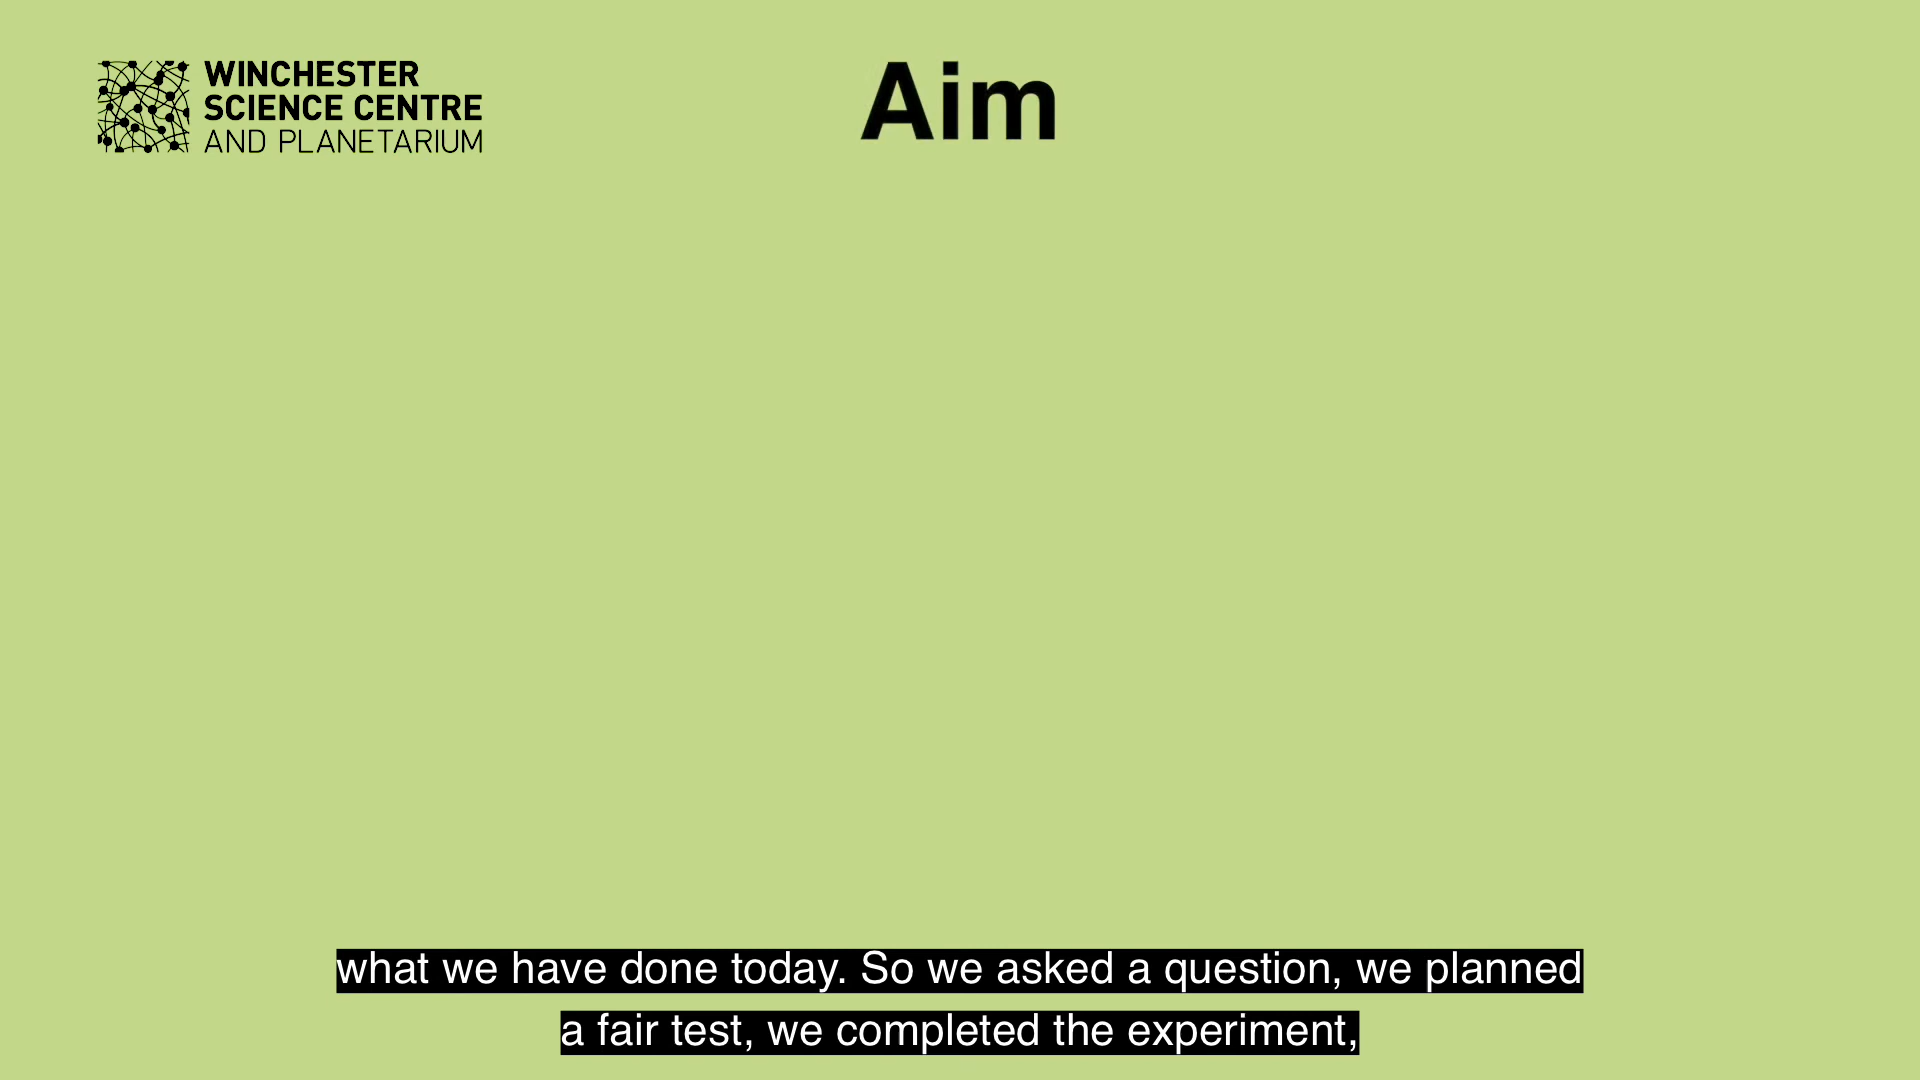 WINCHESTER
SCIENCE CENTRE
AND PLANETARIUM
Aim
what we have done today. So we asked a question, we planned
a fair test, we completed the experiment,